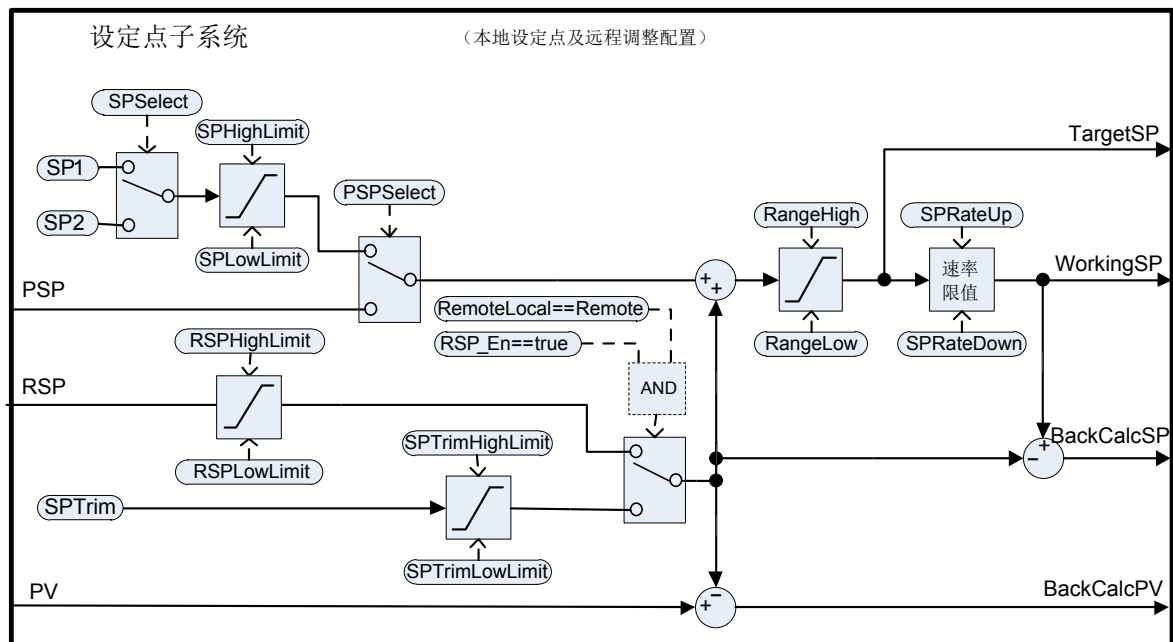 设定点子系统
（本地设定点及远程调整配置）
SPSelect
SPHighLimit
TargetSP
SP1
PSPSelect
RangeHigh
SPRateUp
SP2
SPLowLimit
速率
限值
WorkingSP
PSP
+
+
RemoteLocal==Remote
RangeLow
SPRateDown
RSPHighLimit
RSP_En==true
RSP
AND
SPTrimHighLimit
BackCalcSP
+
-
RSPLowLimit
SPTrim
SPTrimLowLimit
PV
BackCalcPV
+
-